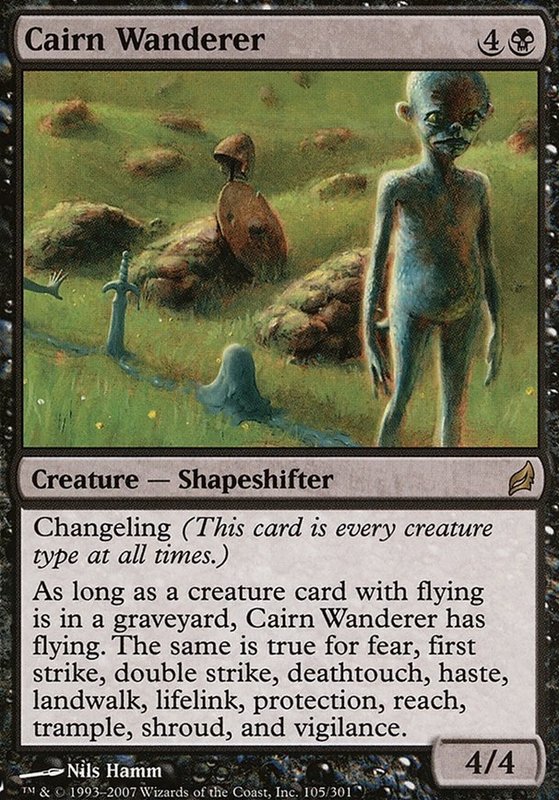 Cairn Wanderer 4
Creature — Shapeshifter
Changeling (This card is every creature
type at all times.)
As long as a creature card with flying
is in a graveyard, Cairn Wanderer has
flying. The same is true for fear, first
strike, double strike, deathtouch, haste,
landwalk, lifelink, protection, reach,
trample, shroud, and vigilance.
4/4
Nils Hamm
™ & © 1993–2007 Wizards of the Coast, Inc. 105/301